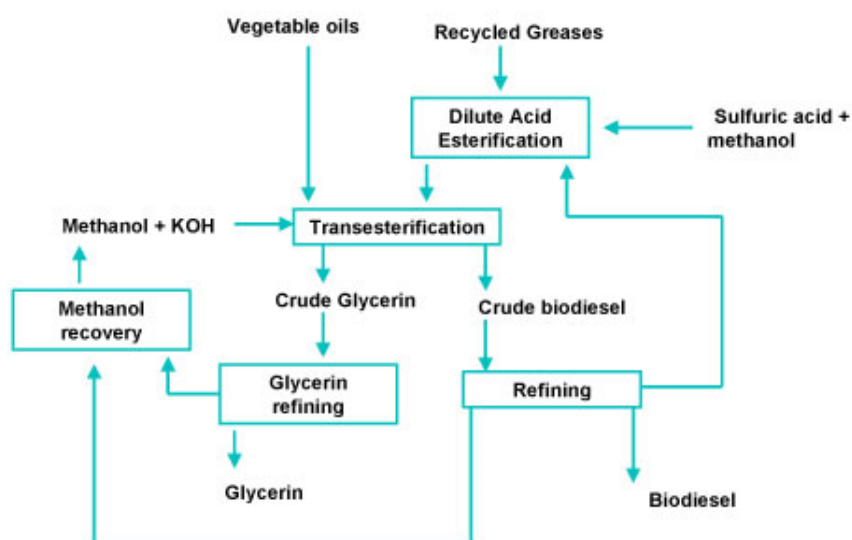 Vegetable oils
Recycled Greases
Dilute Acid
Esterification
Sulfuric acid +
methanol
Methanol + KOH
Transesterification
Methanol
recovery
Crude Glycerin
Crude biodiesel
Glycerin
refining
Refining
Glycerin
Biodiesel